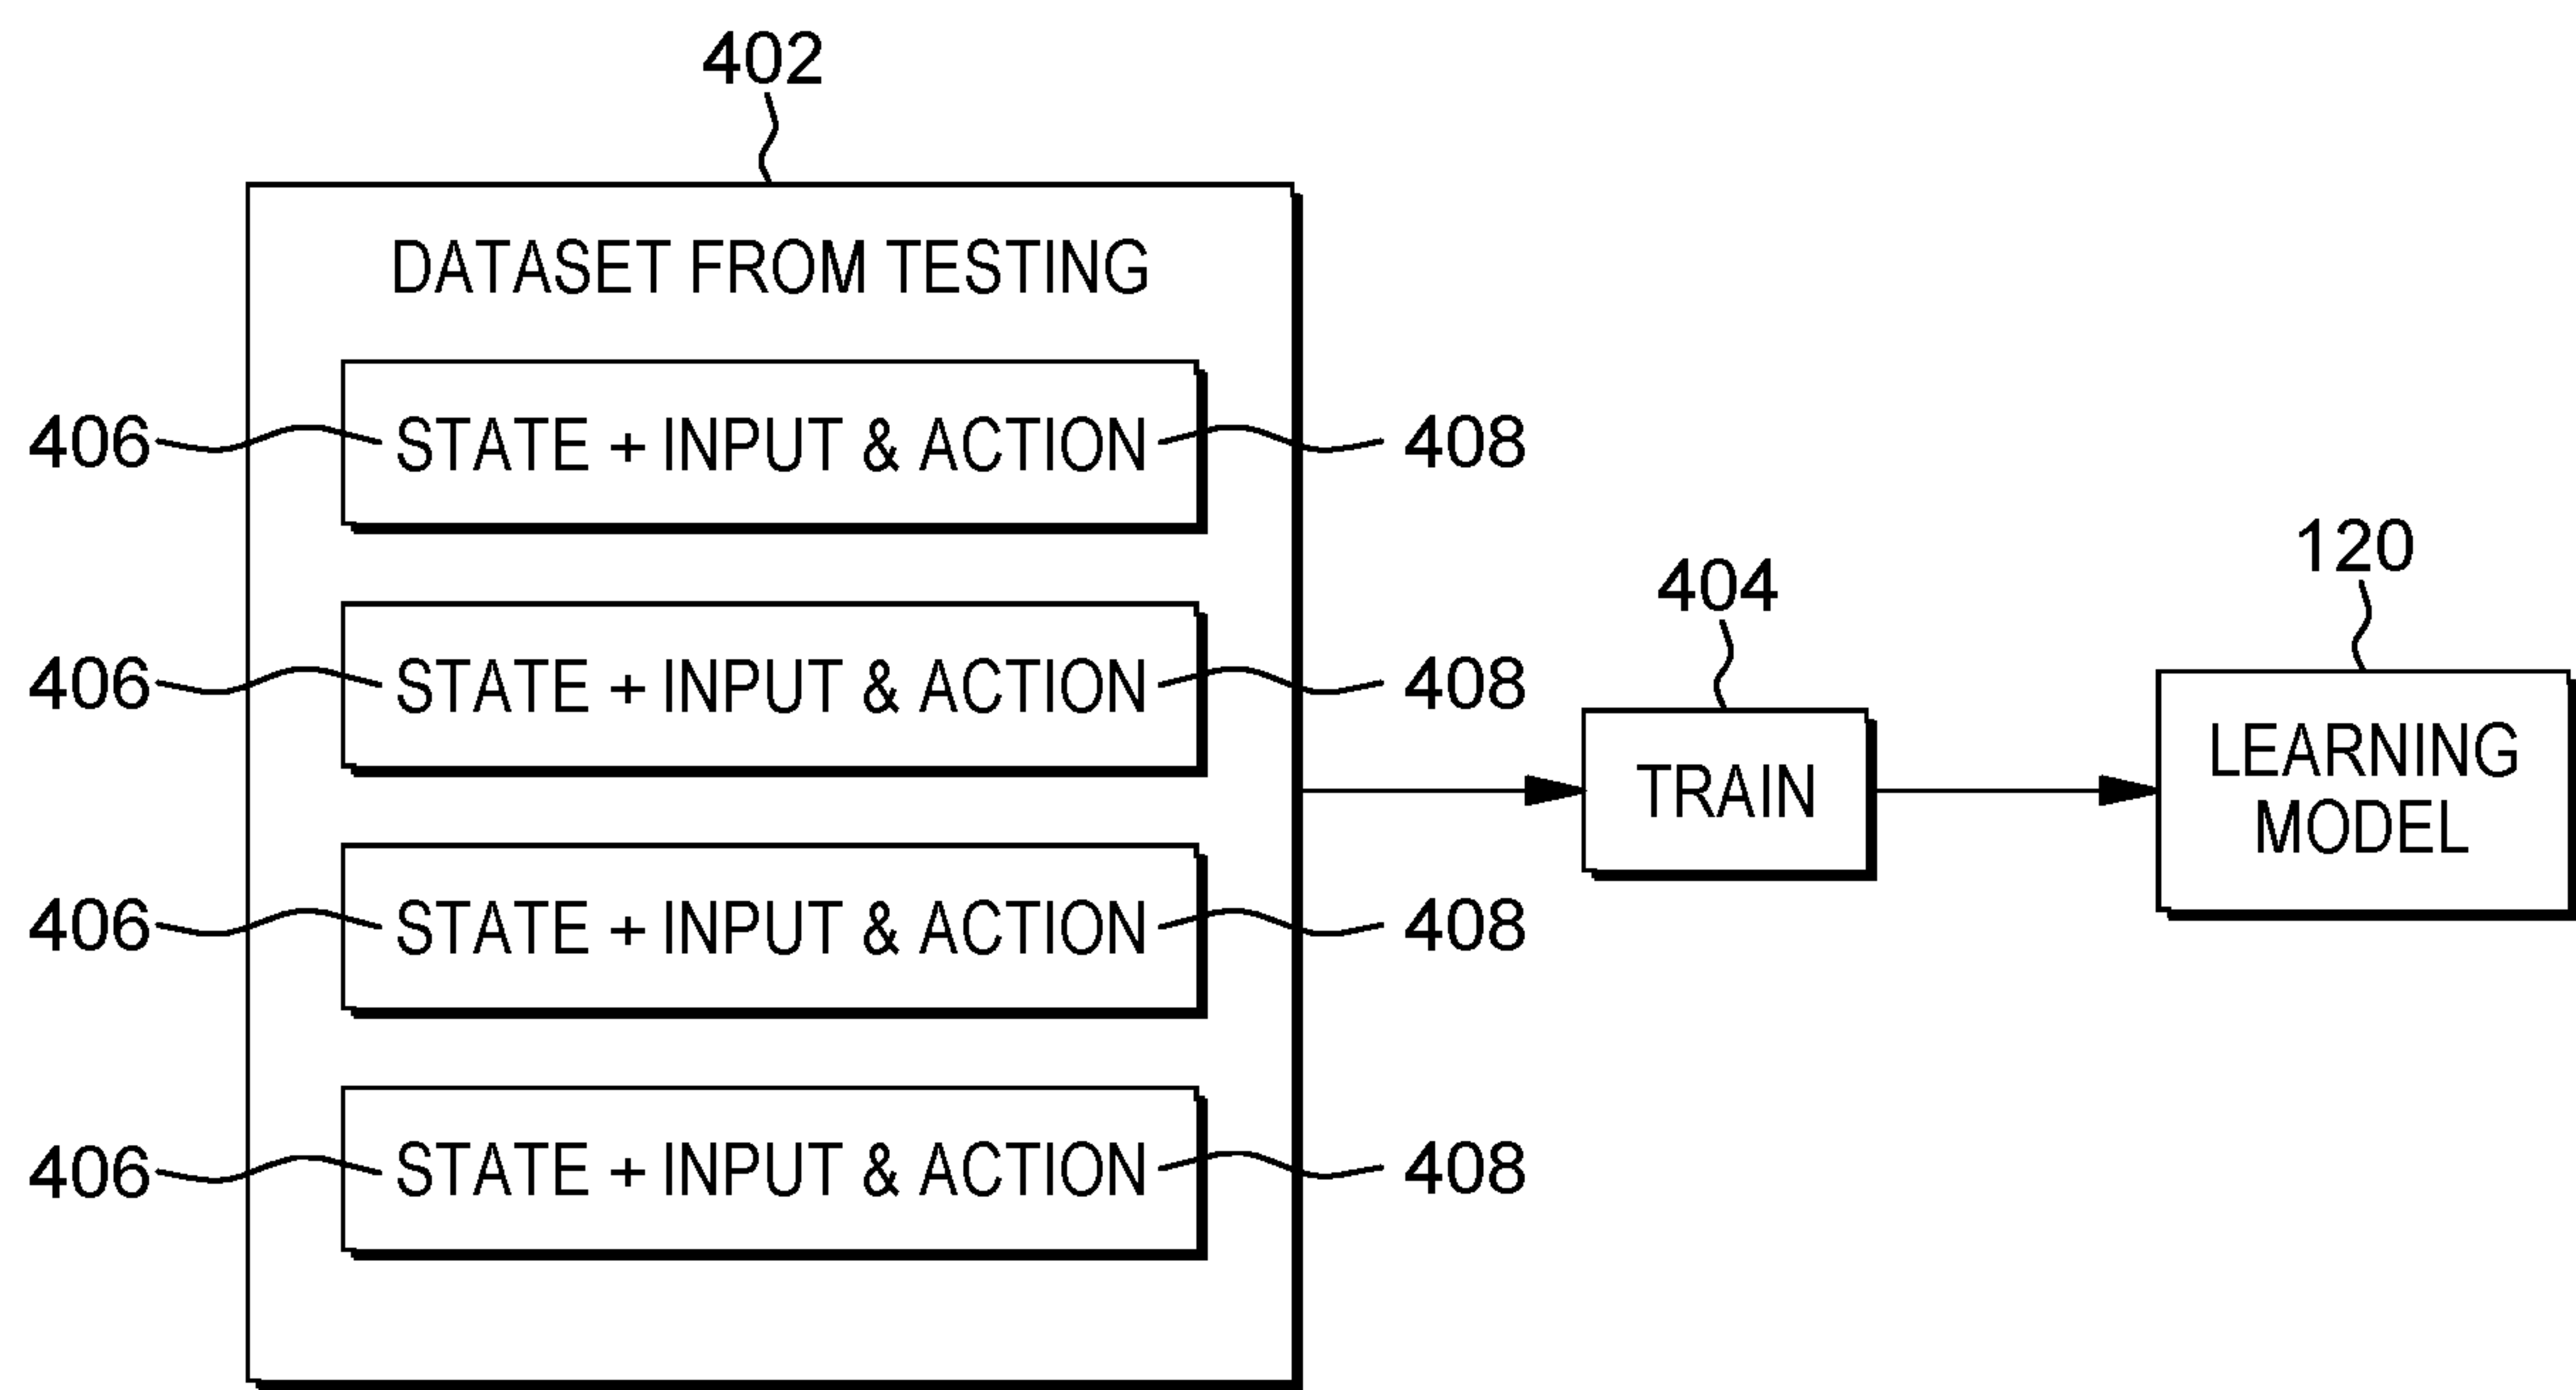 402
DATASET FROM TESTING
406 STATE + INPUT & ACTION 408
406 STATE + INPUT & ACTION 408
406 STATE + INPUT & ACTION 408
406 STATE + INPUT & ACTION 408
404
TRAIN
120
LEARNING
MODEL